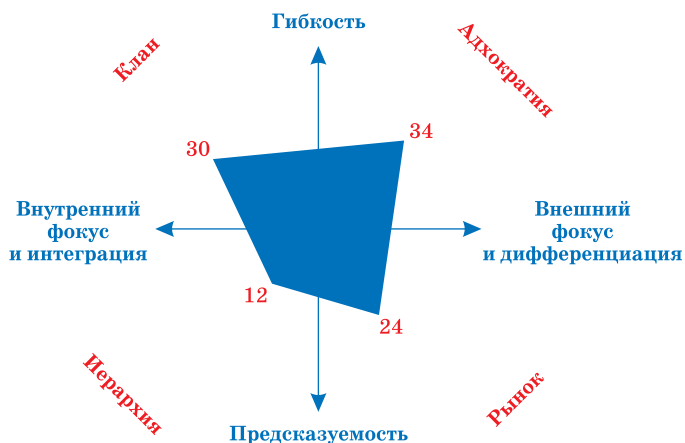 Гибкость
Клан
Адхократия
30
34
Внутренний
фокус
и интеграция
Внешний
фокус
и дифференциация
12
24
Иерархия
Рынок
Предсказуемость